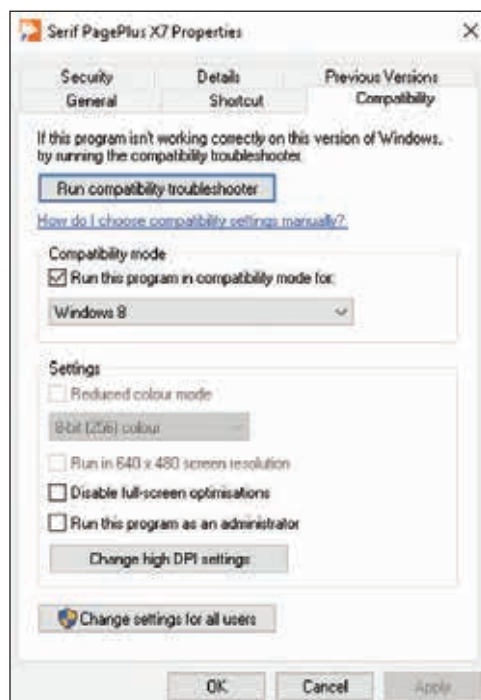 Serif PagePlus X7 Properties
Security Details Previous Versions
General Shortcut Compatibility
If this program isn't working correctly on this version of Windows,
by running the compatibility troubleshooter.
Run compatibility troubleshooter
How do I choose compatibility settings manually?
Compatibility mode
Run this program in compatibility mode for:
Windows 8
Settings
Reduced colour mode
8-bit (256) colour
Run in 640 x 480 screen resolution
Disable full-screen optimisations
Run this program as an administrator
Change high DPI settings
Change settings for all users
OK Cancel Apply